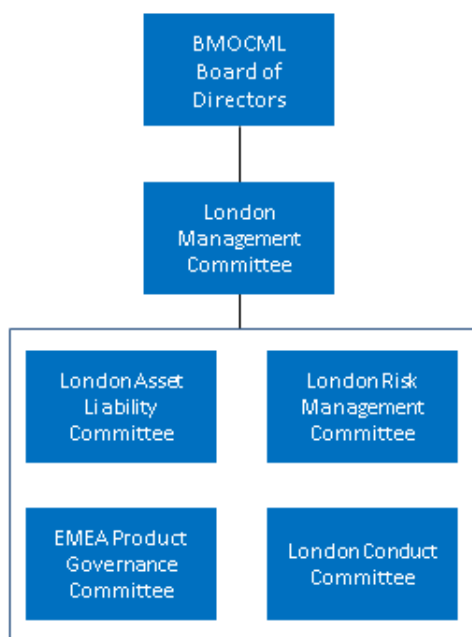 BMOCML
Board of
Directors
London
Management
Committee
London Asset
Liability
Committee
London Risk
Management
Committee
EMEA Product
Governance
Committee
London Conduct
Committee